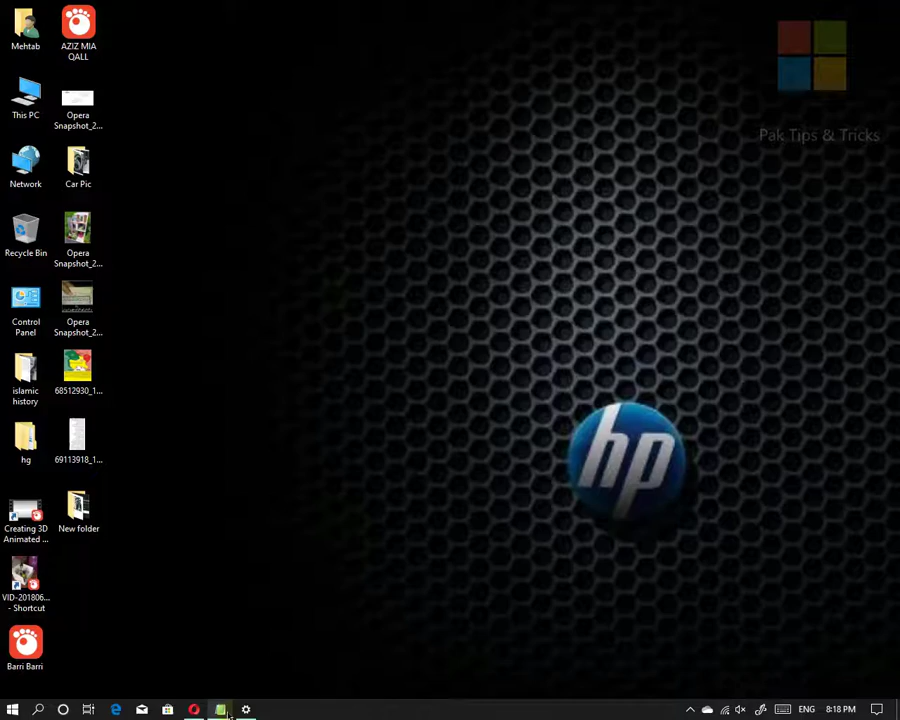 Mehtab
AZIZ MIA
QALL
This PC
Opera
Snapshot_2...
Network
Car Pic
Recycle Bin
Opera
Snapshot_2...
Control
Panel
Opera
Snapshot_2...
islamic
history
68512930_1...
hg
69113918_1...
Creating 3D
Animated ...
New folder
VID-201806...
- Shortcut
Barri Barri
Pak Tips & Tricks
hp
ENG
8:18 PM